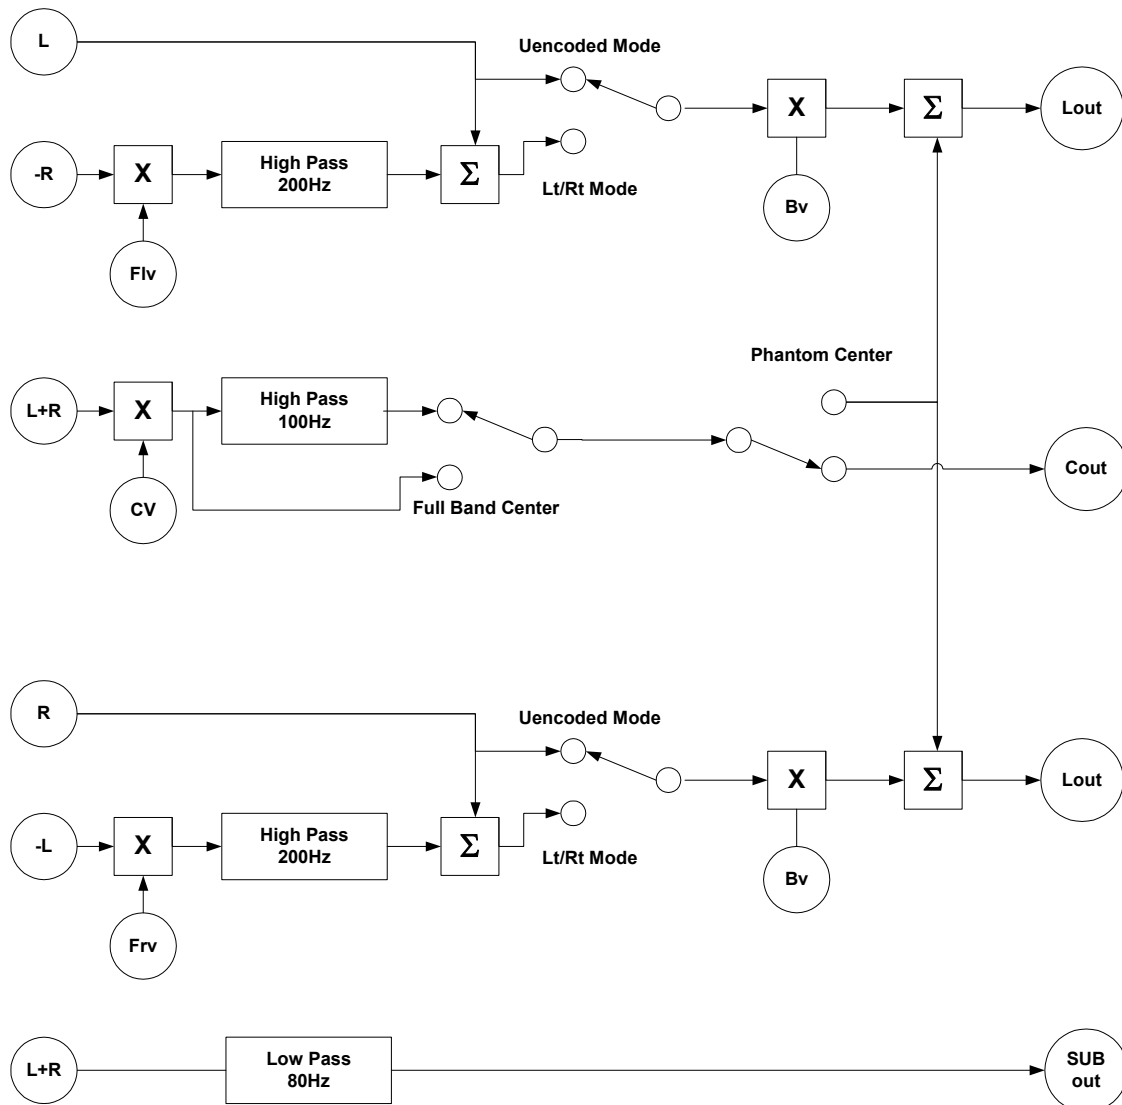 L
Uencoded Mode
X
Σ
Lout
-R
X
High Pass
200Hz
Σ
Lt/Rt Mode
Bv
Flv
Phantom Center
L+R
X
High Pass
100Hz
CV
Full Band Center
Cout
R
Uencoded Mode
X
Σ
Lout
-L
X
High Pass
200Hz
Σ
Lt/Rt Mode
Bv
Frv
L+R
Low Pass
80Hz
SUB
out